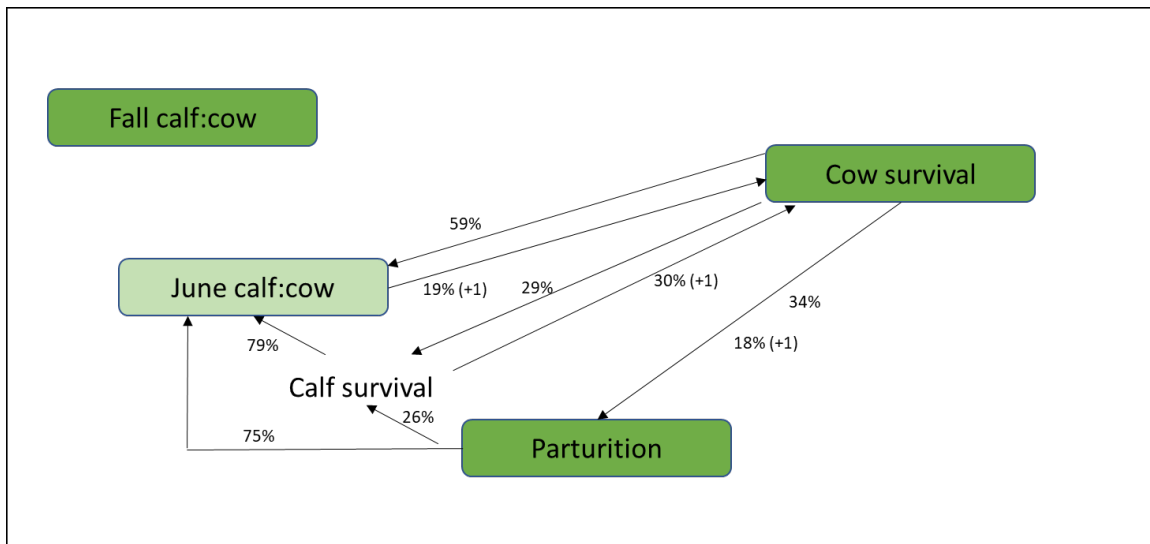 Fall calf:cow
Cow survival
59%
June calf:cow
19% (+1)
29%
30% (+1)
34%
79%
18% (+1)
Calf survival
26%
75%
Parturition